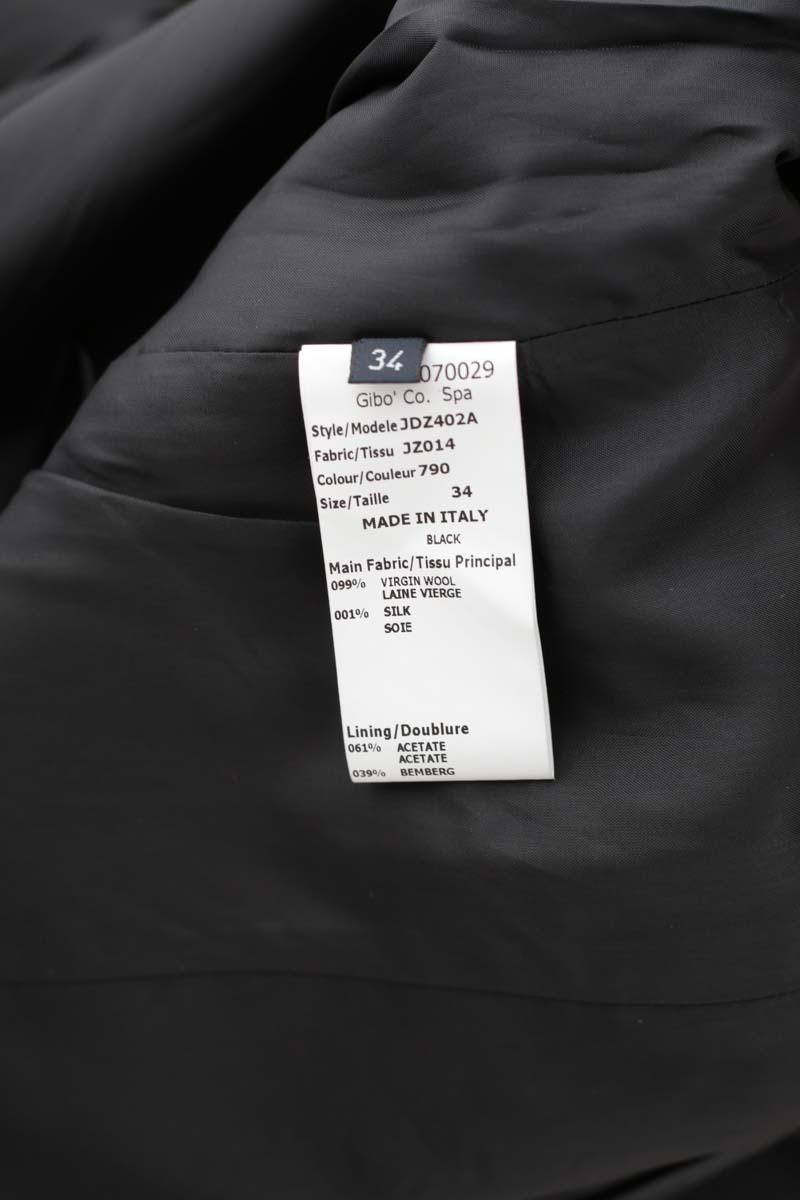 34
070029
Gibo' Co. Spa
Style/Modele JDZ402A
Fabric/Tissu JZ014
Colour/Couleur 790
Size/Taille 34
MADE IN ITALY
BLACK
Main Fabric/Tissu Principal
099% VIRGIN WOOL
LAINE VIERGE
001% SILK
SOIE
Lining/Doublure
061% ACETATE
ACETATE
039% BEMBERG